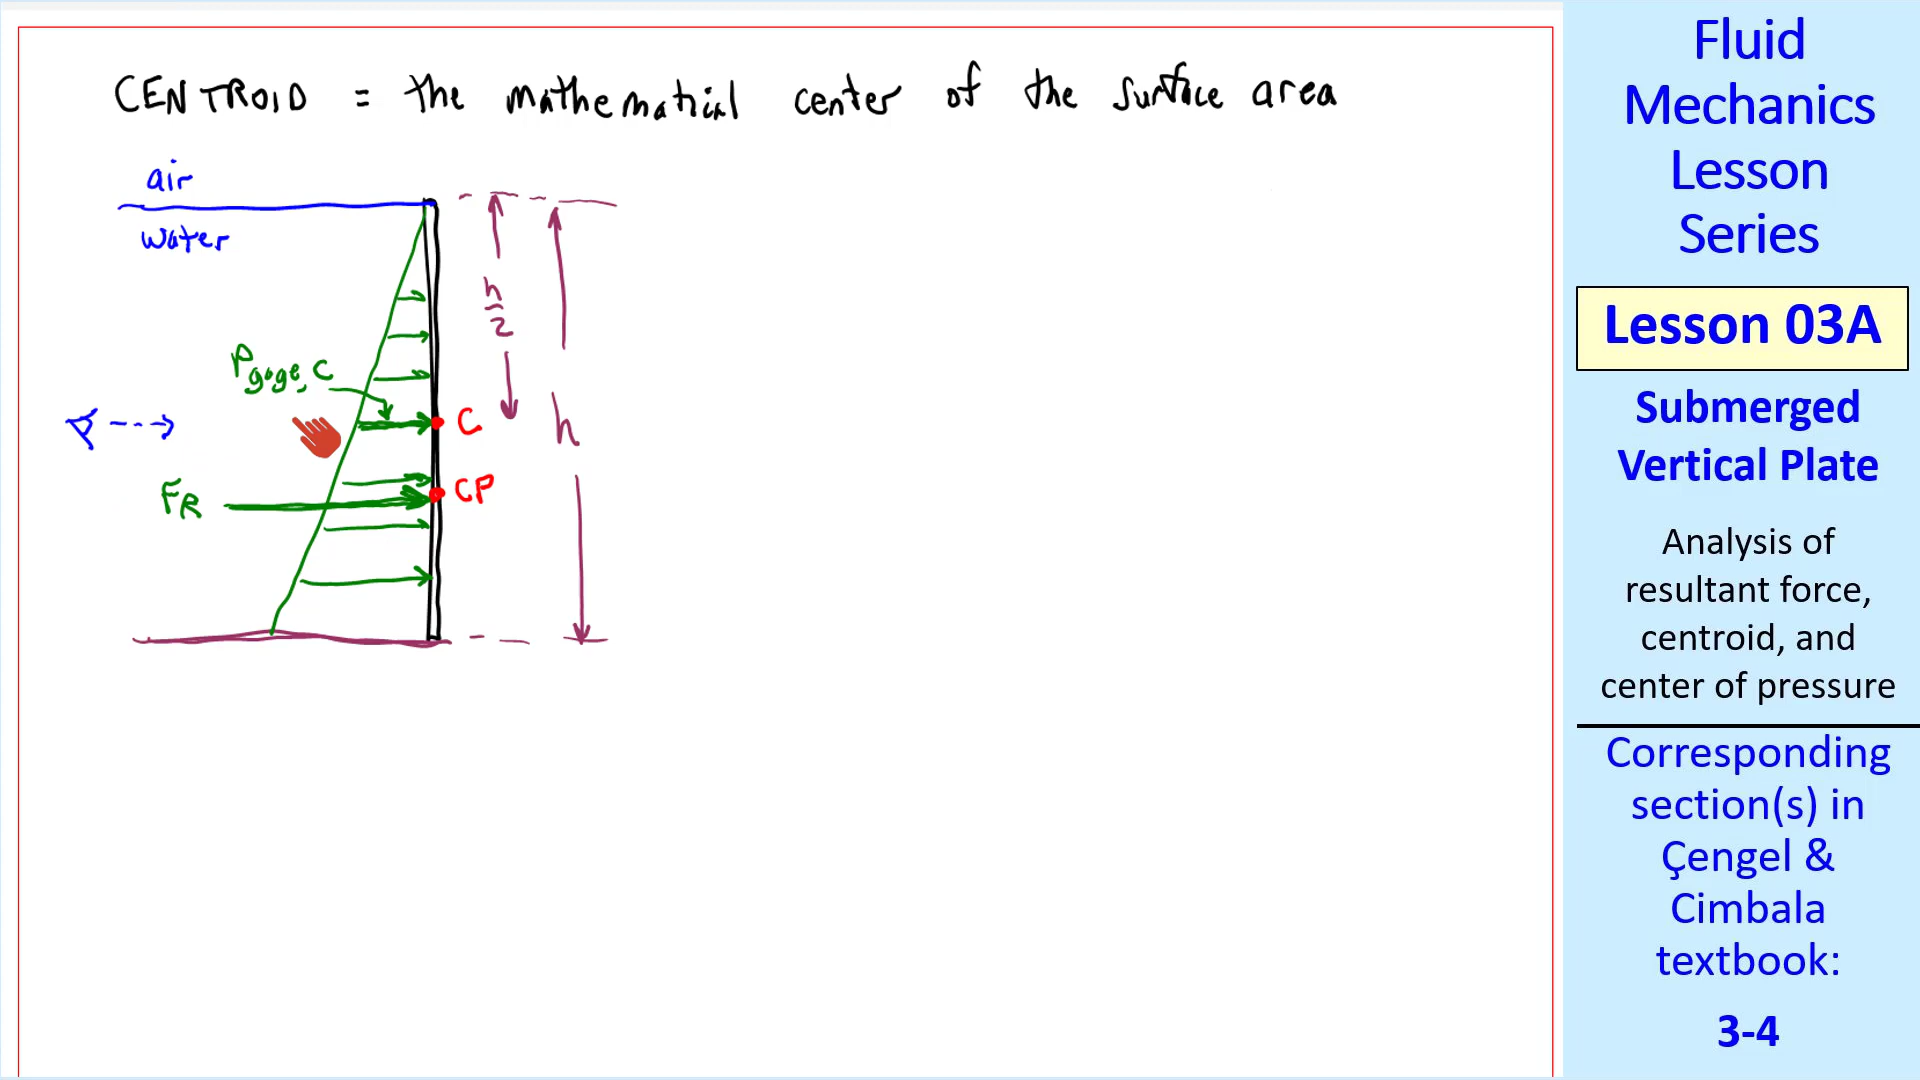 CENTROID = the mathematical center of the surface area
air
water
h/2
P gage, C
C
h
FR
CP
Fluid
Mechanics
Lesson
Series
Lesson 03A
Submerged
Vertical Plate
Analysis of
resultant force,
centroid, and
center of pressure
Corresponding
section(s) in
Çengel &
Cimbala
textbook:
3-4